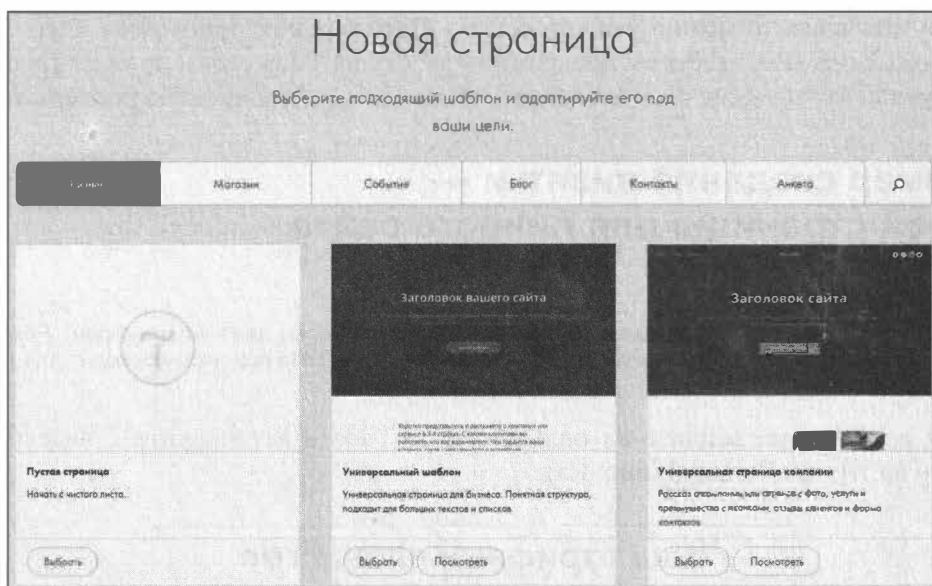 Новая страница
Выберите подходящий шаблон и адаптируйте его под
ваши цели.
Магазин События Блог Контакты Анкета
Заголовок вашего сайта
Заголовок сайта
Пустая страница
Начать с чистого листа.
Выбрать
Универсальный шаблон
Универсальная страница для бизнеса. Понятная структура,
подходит для больших текстов и списков.
Выбрать Посмотреть
Универсальная страница компании
Рассказ о компании или сервисе с фото, услуги и
преимущества с иконками, отзывы клиентов и форма
контактов
Выбрать Посмотреть